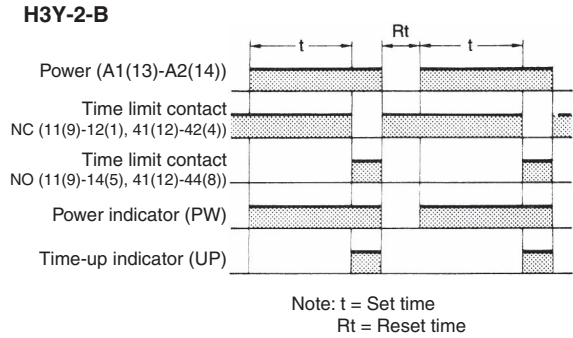 H3Y-2-B
t Rt t
Power (A1(13)-A2(14))
Time limit contact
NC (11(9)-12(1), 41(12)-42(4))
Time limit contact
NO (11(9)-14(5), 41(12)-44(8))
Power indicator (PW)
Time-up indicator (UP)
Note: t = Set time
Rt = Reset time